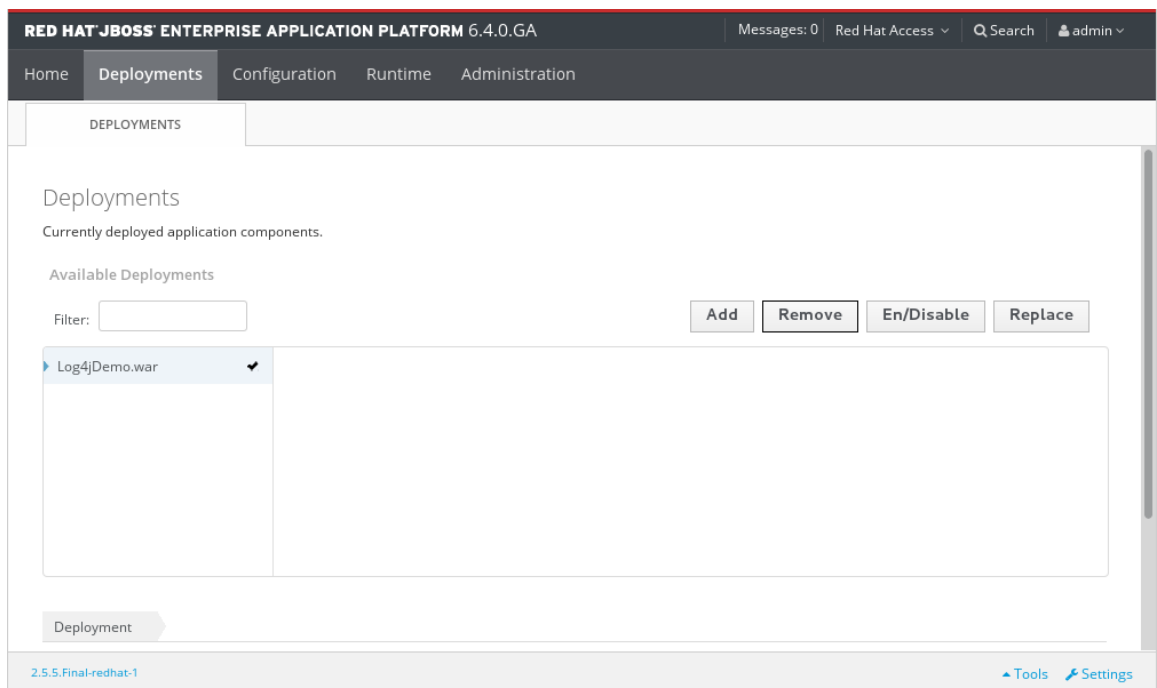 RED HAT JBOSS ENTERPRISE APPLICATION PLATFORM 6.4.0.GA Messages: 0 Red Hat Access Search admin
Home Deployments Configuration Runtime Administration
DEPLOYMENTS
Deployments
Currently deployed application components.
Available Deployments
Filter: Add Remove En/Disable Replace
Log4jDemo.war
Deployment
2.5.5.Final-redhat-1 Tools Settings